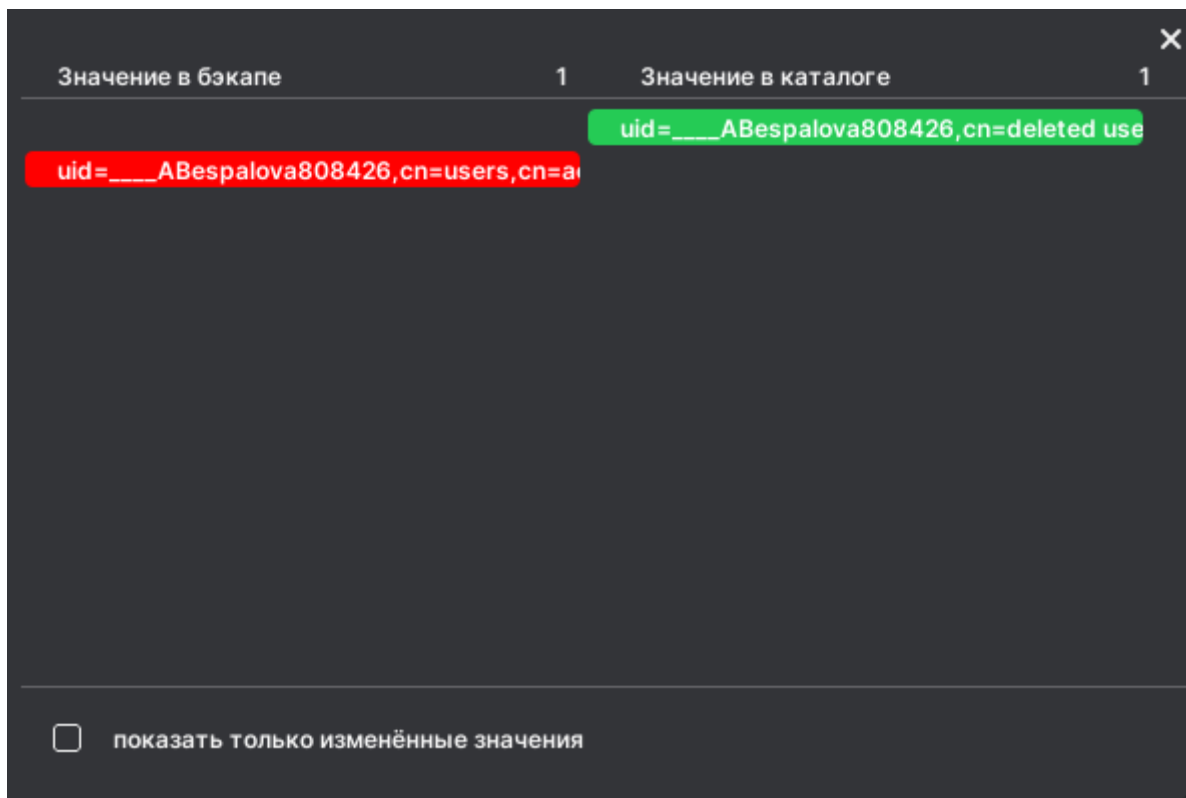 Значение в бэкапе 1 Значение в каталоге 1
uid=____ABespalova808426,cn=deleted use
uid=____ABespalova808426,cn=users,cn=a
показать только изменённые значения